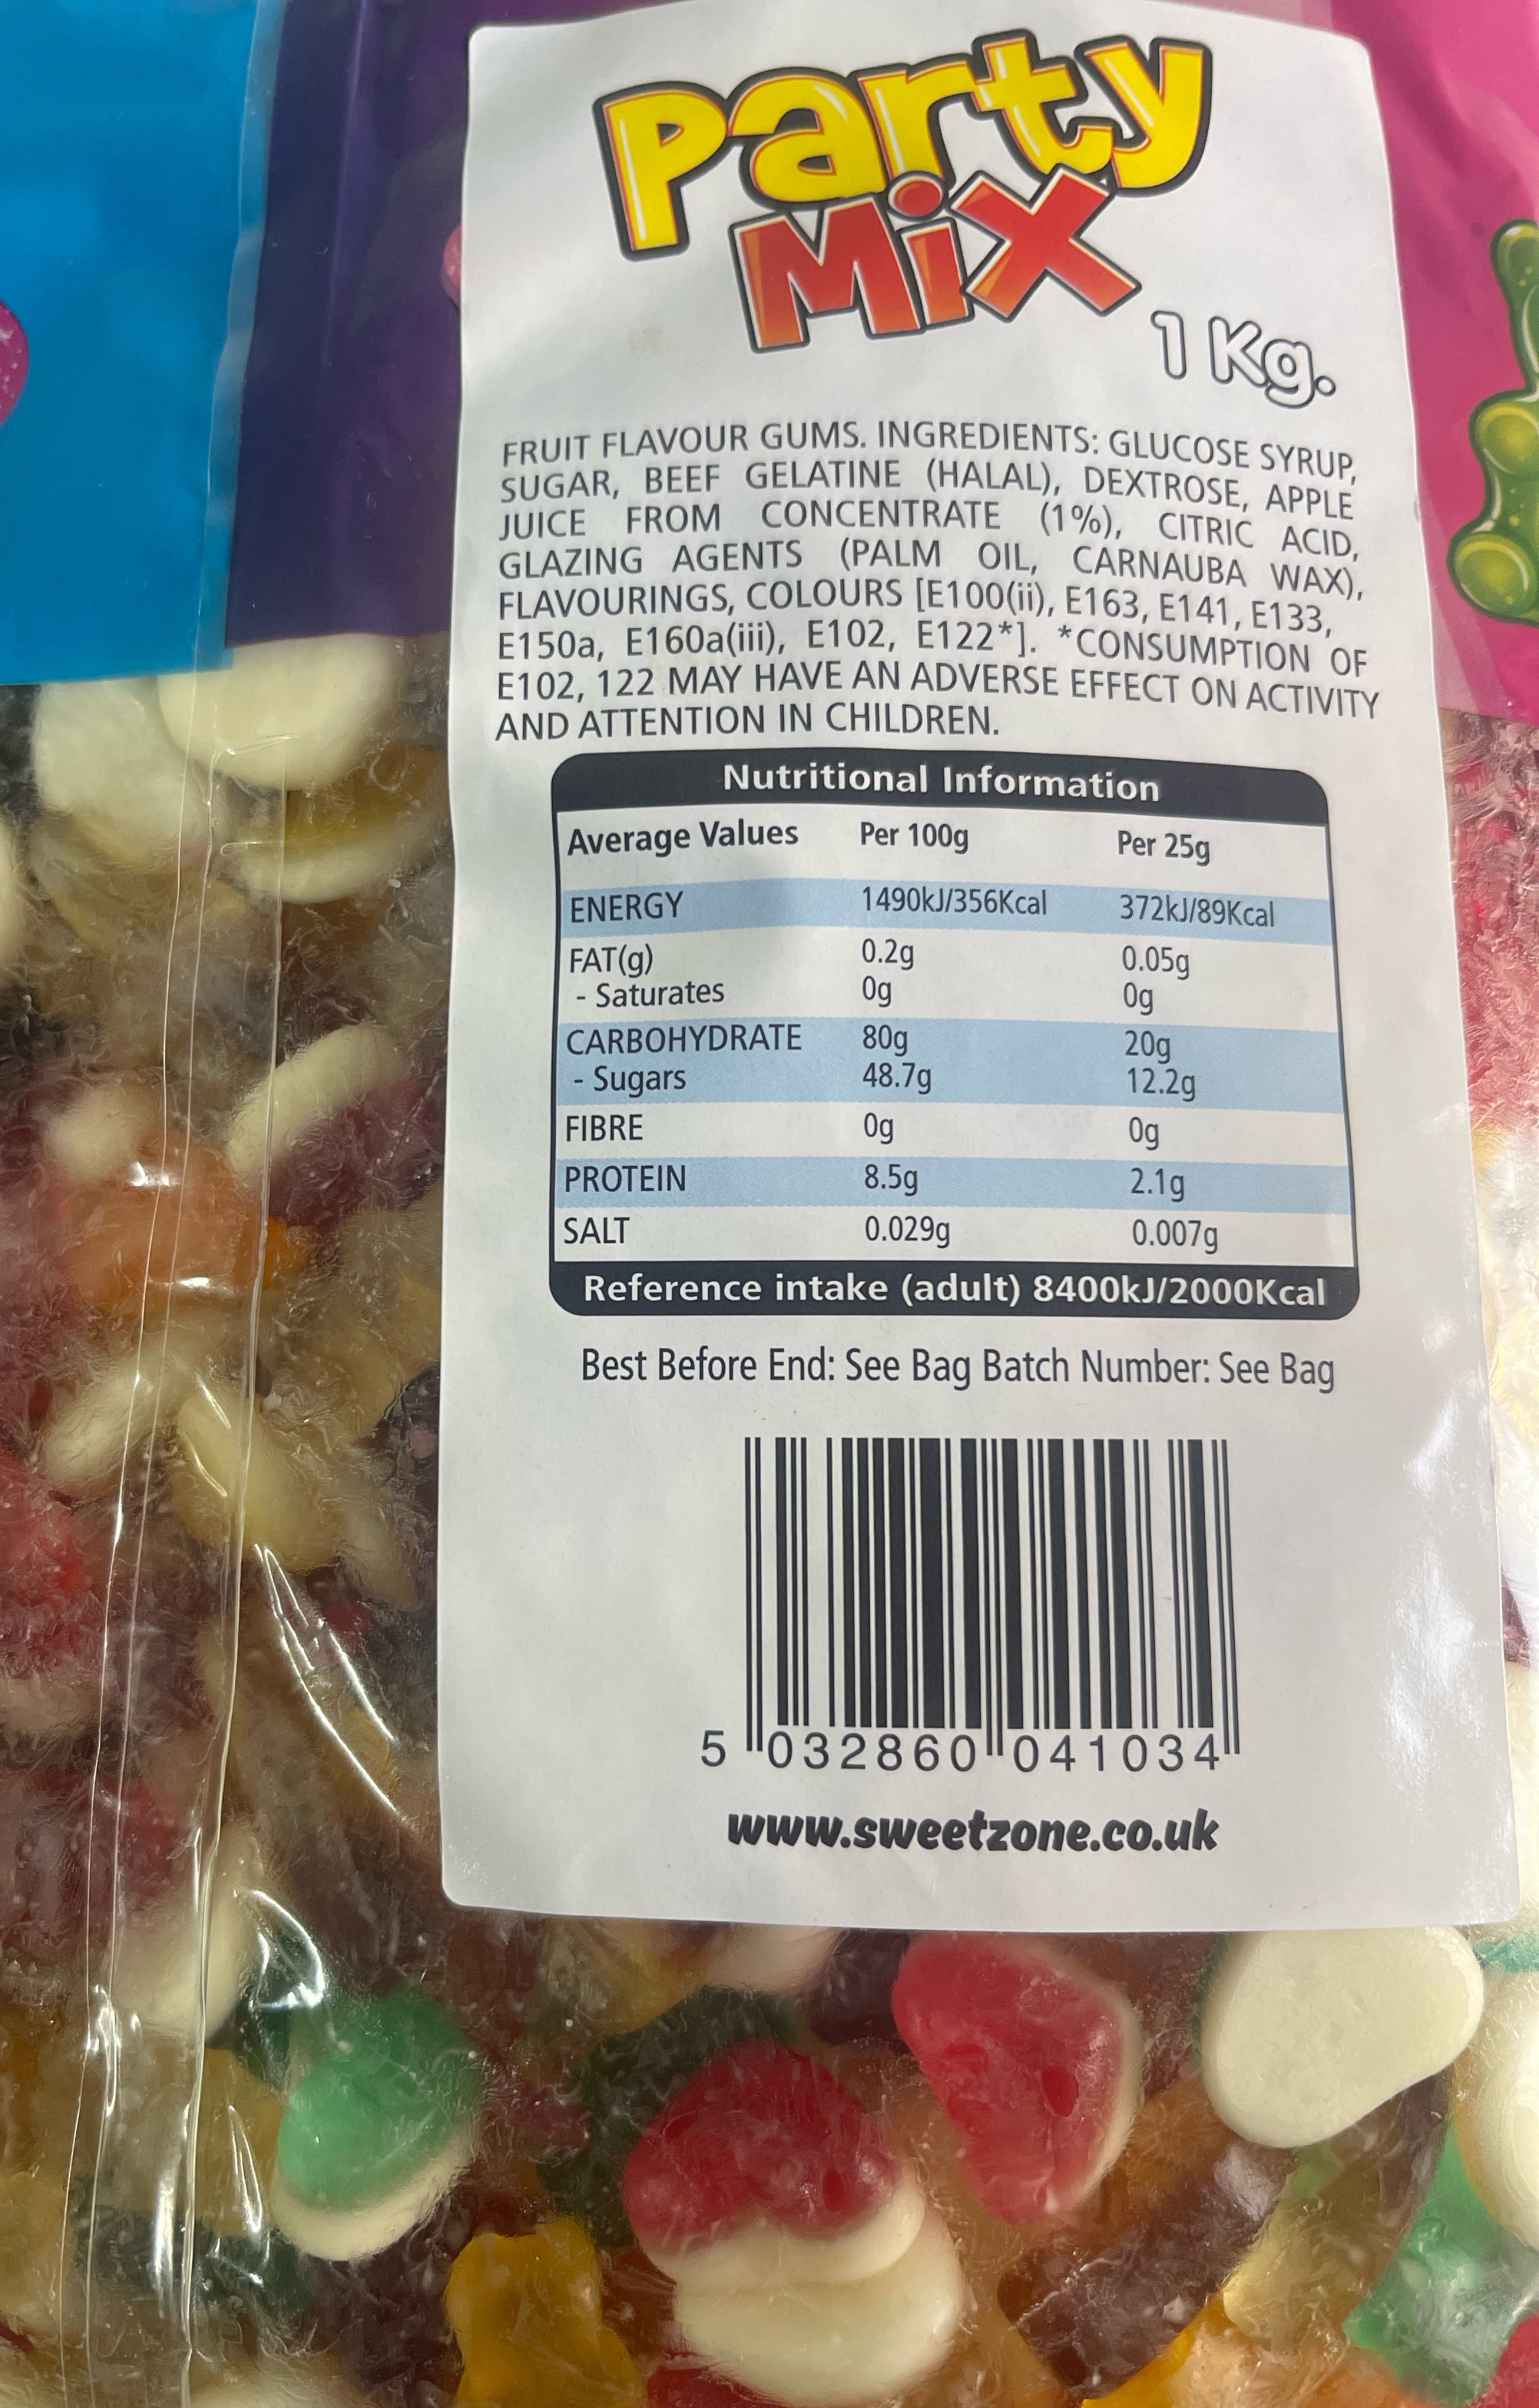 Party
Mix
1 Kg.
FRUIT FLAVOUR GUMS. INGREDIENTS: GLUCOSE SYRUP,
SUGAR, BEEF GELATINE (HALAL), DEXTROSE, APPLE
JUICE FROM CONCENTRATE (1%), CITRIC ACID,
GLAZING AGENTS (PALM OIL, CARNAUBA WAX),
FLAVOURINGS, COLOURS [E100(ii), E163, E141, E133,
E150a, E160a(iii), E102, E122*]. *CONSUMPTION OF
E102, 122 MAY HAVE AN ADVERSE EFFECT ON ACTIVITY
AND ATTENTION IN CHILDREN.
Nutritional Information
Average Values Per 100g Per 25g
ENERGY 1490kJ/356Kcal 372kJ/89Kcal
FAT(g) 0.2g 0.05g
- Saturates 0g 0g
CARBOHYDRATE 80g 20g
- Sugars 48.7g 12.2g
FIBRE 0g 0g
PROTEIN 8.5g 2.1g
SALT 0.029g 0.007g
Reference intake (adult) 8400kJ/2000Kcal
Best Before End: See Bag Batch Number: See Bag
5 032860 041034
www.sweetzone.co.uk